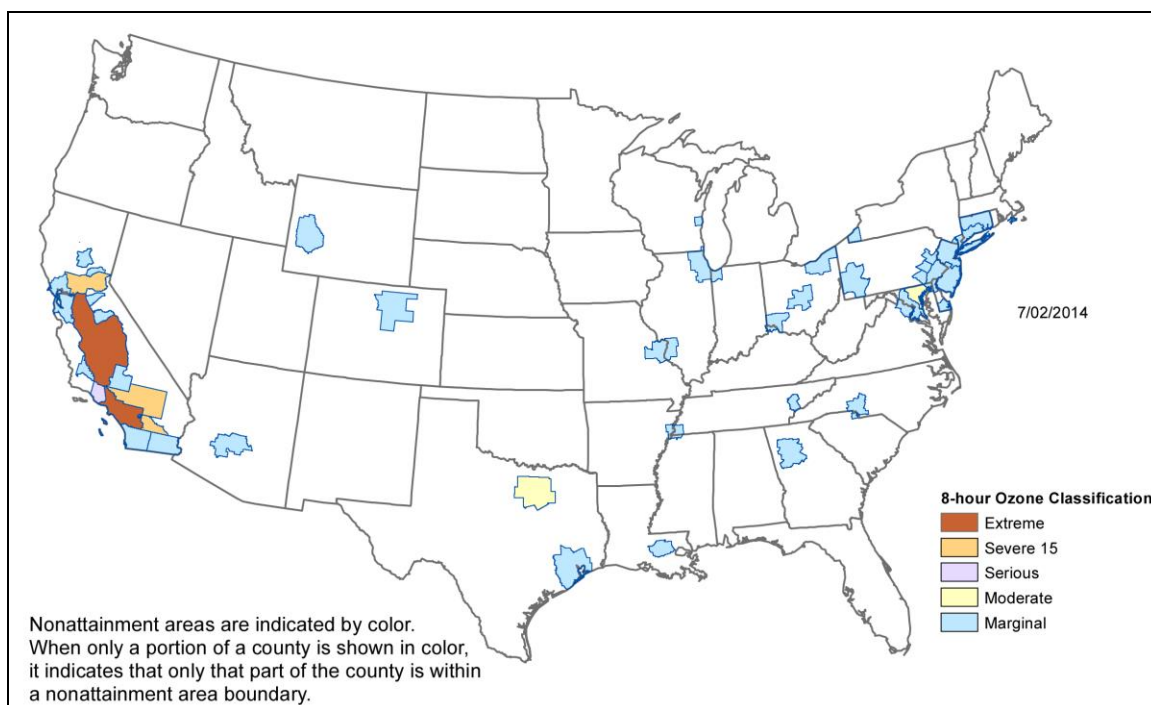 7/02/2014
8-hour Ozone Classification
Extreme
Severe 15
Serious
Moderate
Marginal
Nonattainment areas are indicated by color.
When only a portion of a county is shown in color,
it indicates that only that part of the county is within
a nonattainment area boundary.